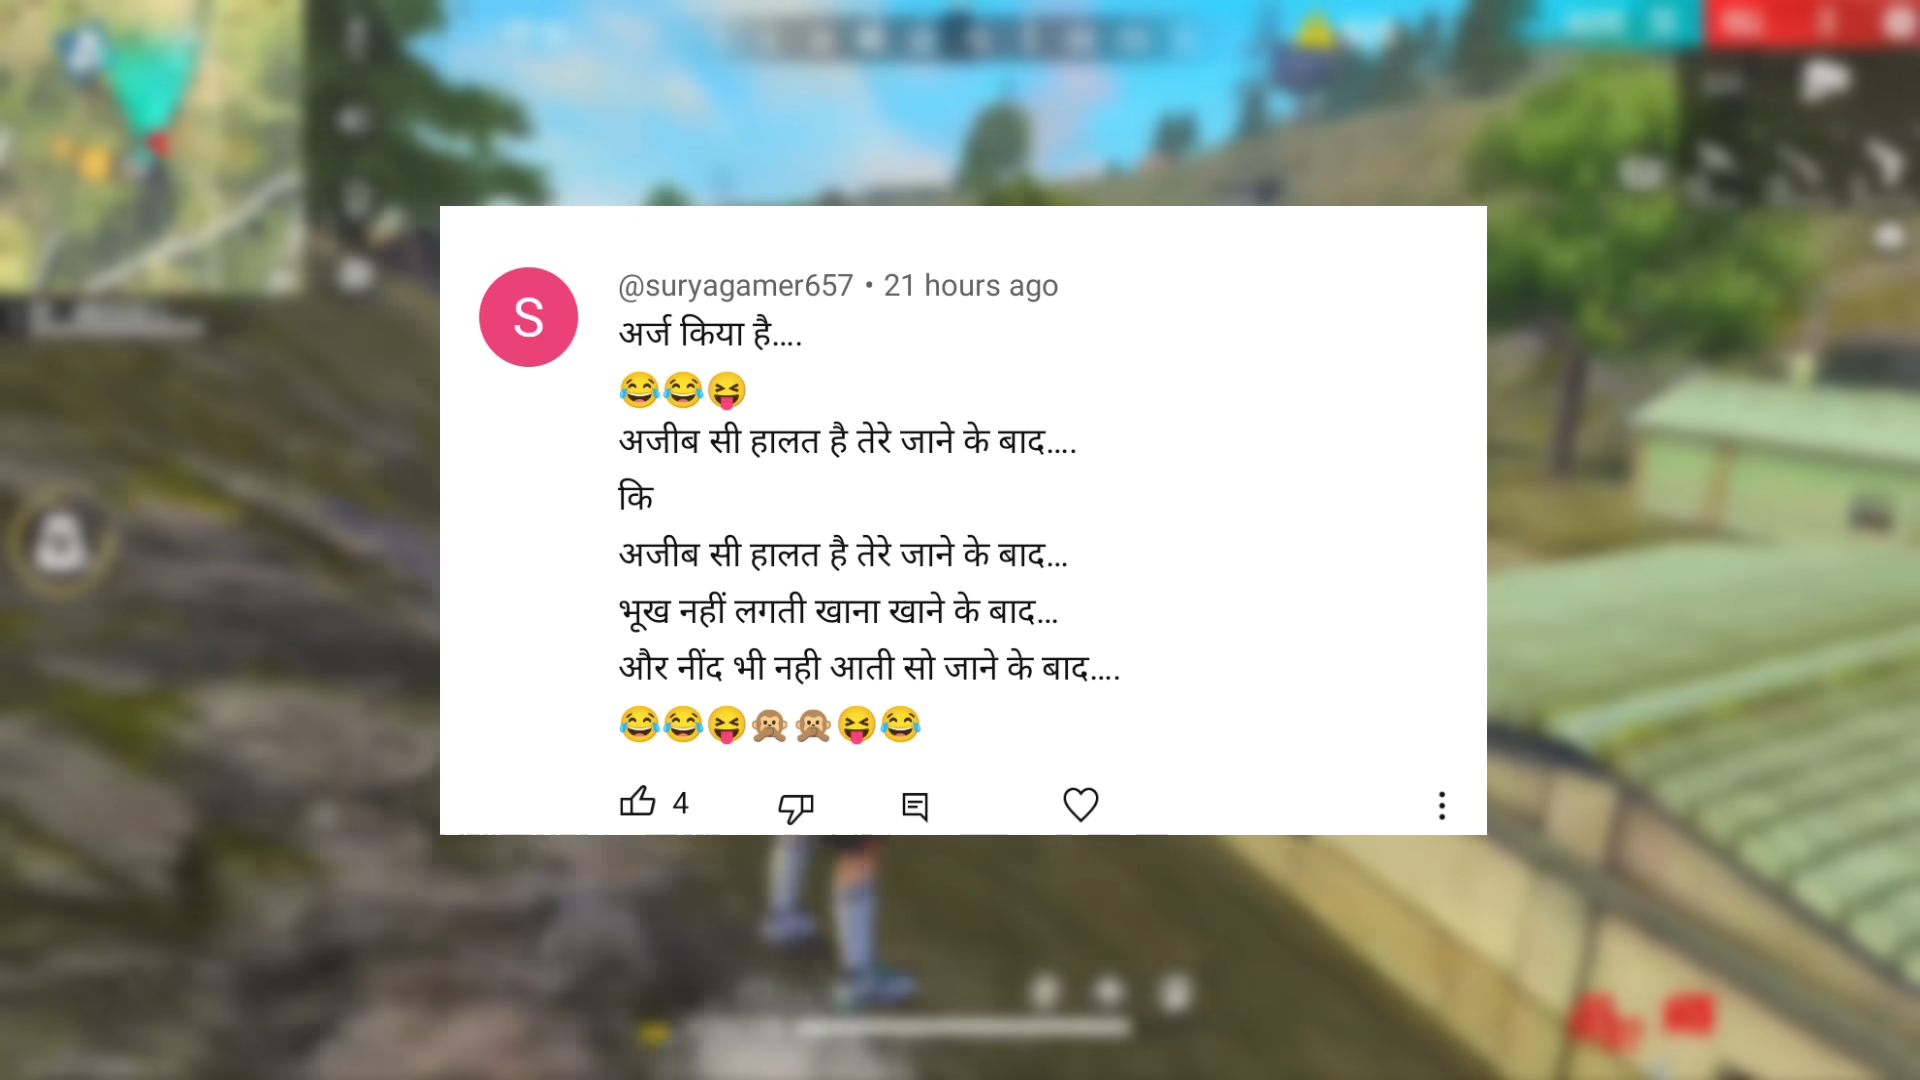 @suryagamer657 • 21 hours ago
अर्ज किया है....
😂😂😝
अजीब सी हालत है तेरे जाने के बाद....
कि
अजीब सी हालत है तेरे जाने के बाद...
भूख नहीं लगती खाना खाने के बाद...
और नींद भी नही आती सो जाने के बाद....
😂😂😝🙊🙊😝😂
4
S